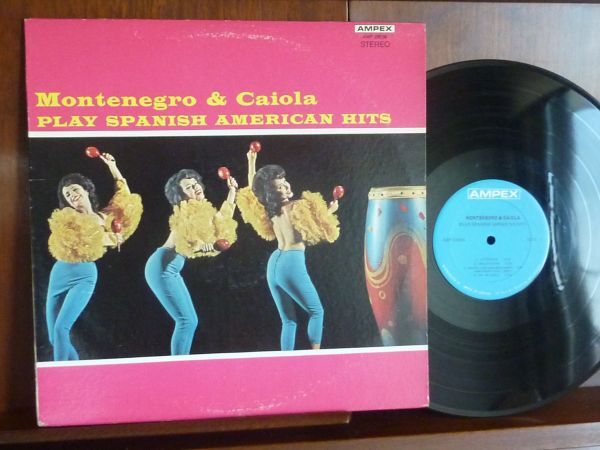 AMPEX
STEREO
Montenegro & Caiola
PLAY SPANISH AMERICAN HITS
AMPEX
MONTENEGRO & CAIOLA
PLAY SPANISH AMERICAN HITS